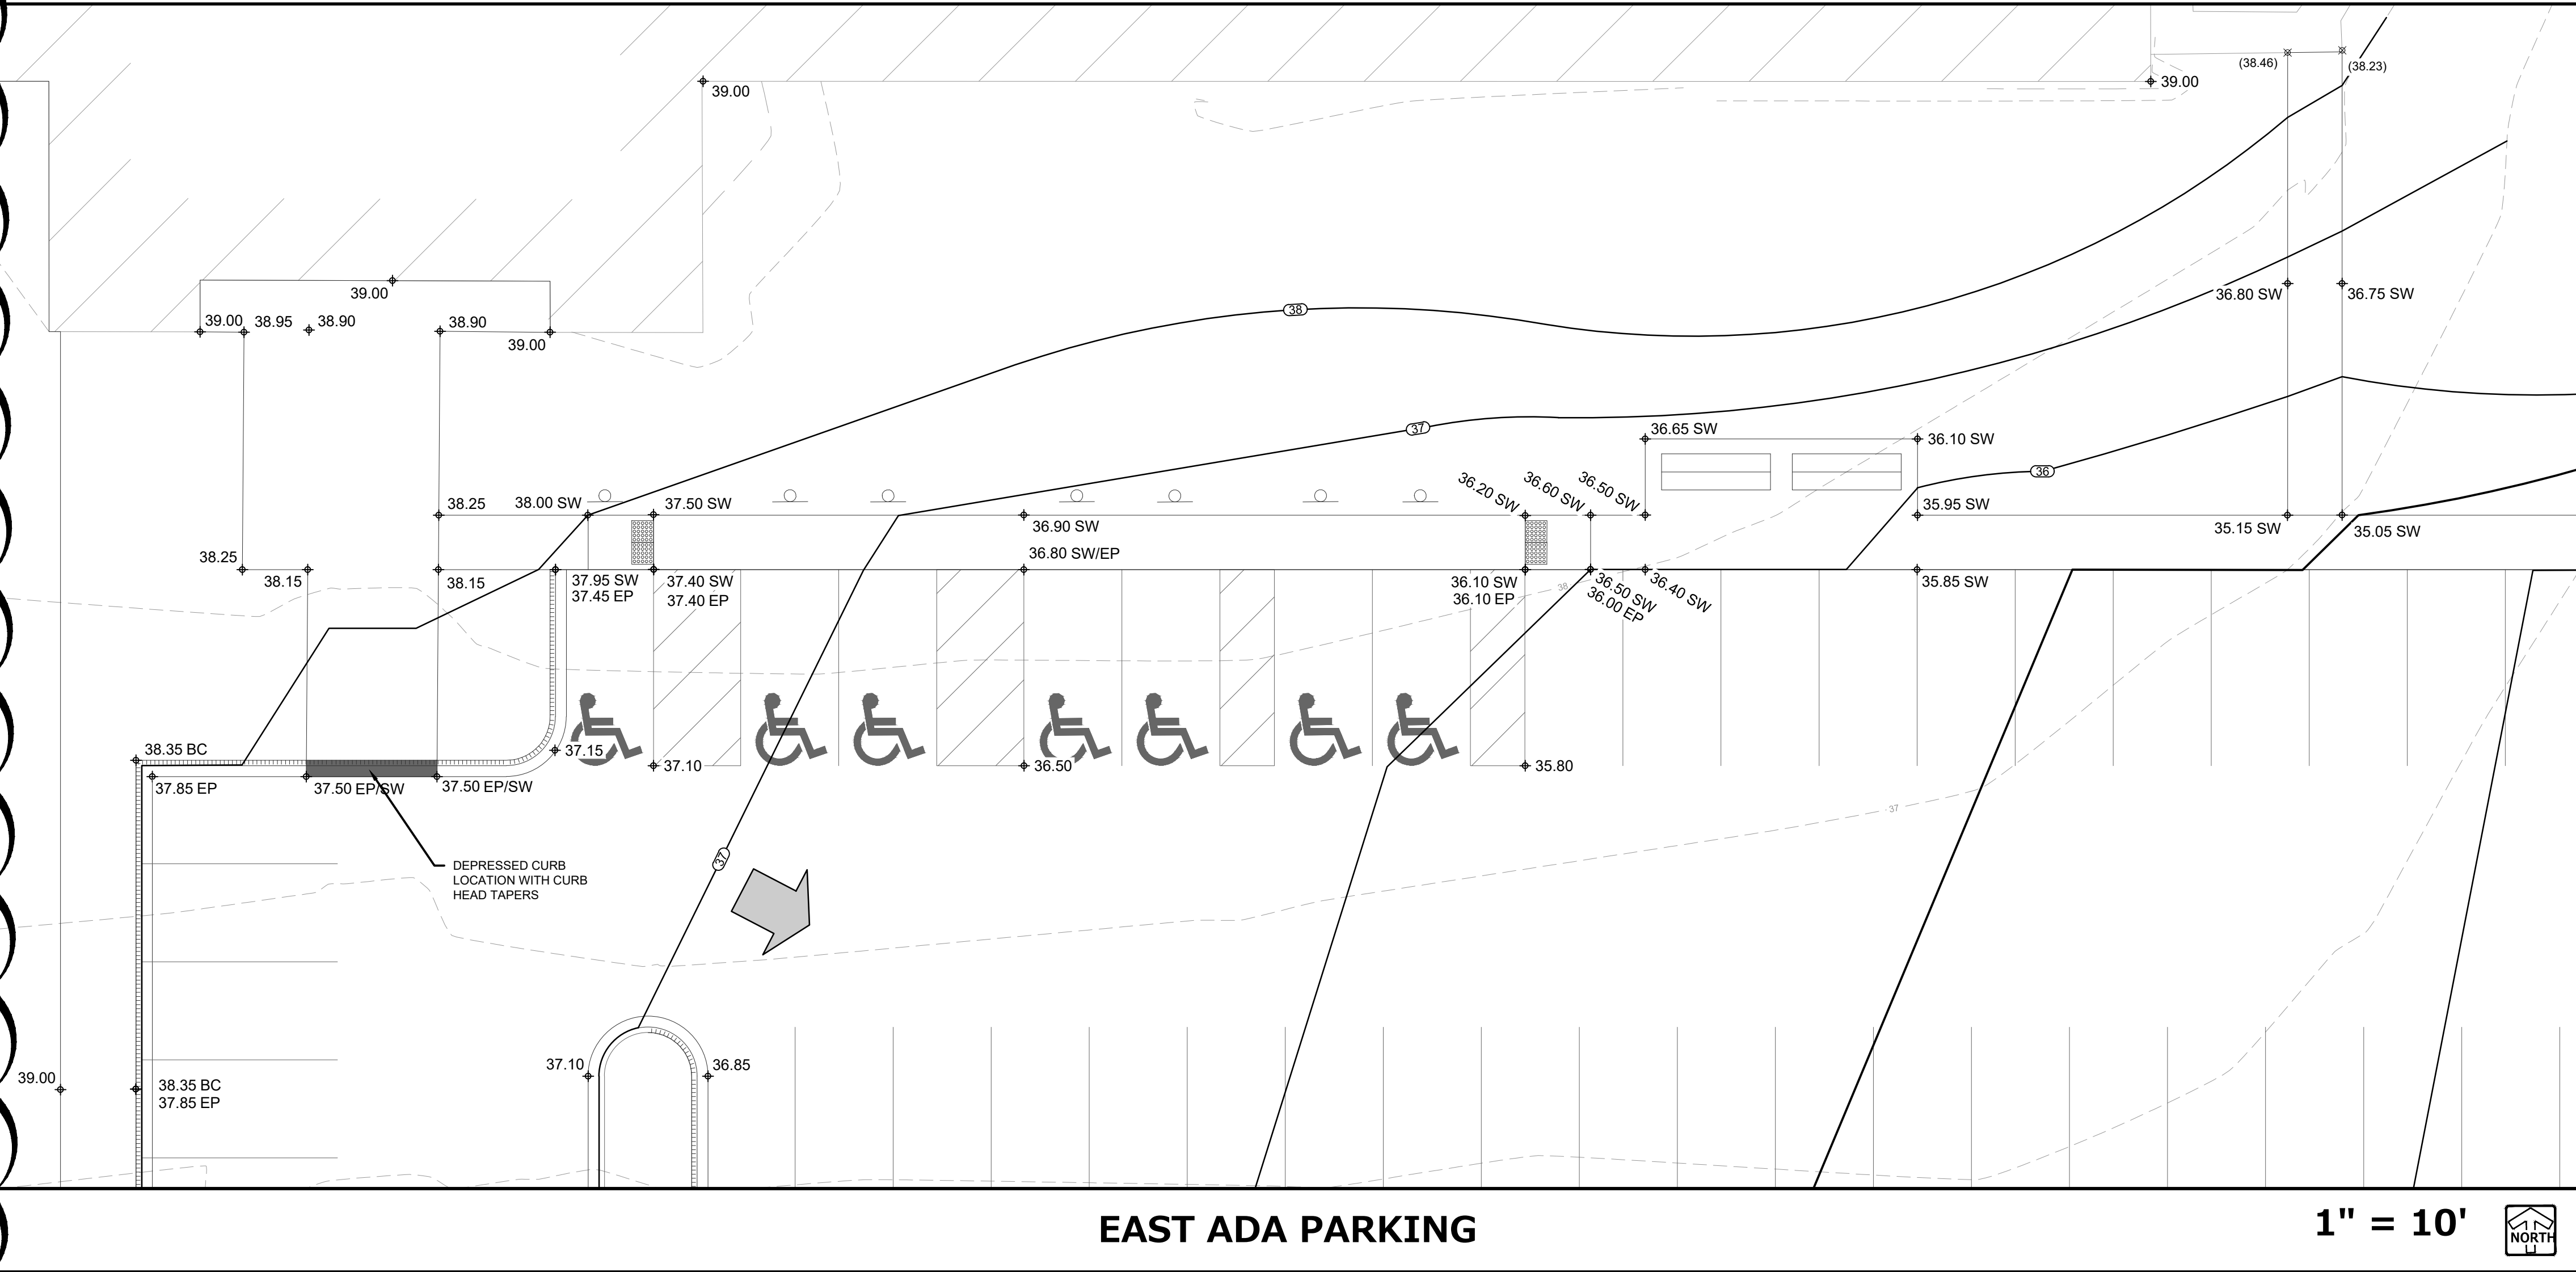 39.00
39.00
(38.46)
(38.23)
39.00
39.00
38.95
38.90
38.90
39.00
38
36.80 SW
36.75 SW
37
36.65 SW
36.10 SW
36
38.25
38.00 SW
37.50 SW
36.90 SW
36.20 SW
36.60 SW
36.50 SW
35.95 SW
35.15 SW
35.05 SW
38.25
38.15
38.15
36.80 SW/EP
37.95 SW
37.45 EP
37.40 SW
37.40 EP
36.10 SW
36.10 EP
38
36.50 SW
36.00 EP
36.40 SW
35.85 SW
38.35 BC
37.15
37.10
36.50
35.80
37.85 EP
37.50 EP/SW
37.50 EP/SW
37
37
DEPRESSED CURB
LOCATION WITH CURB
HEAD TAPERS
37.10
36.85
39.00
38.35 BC
37.85 EP
EAST ADA PARKING
1" = 10'
NORTH